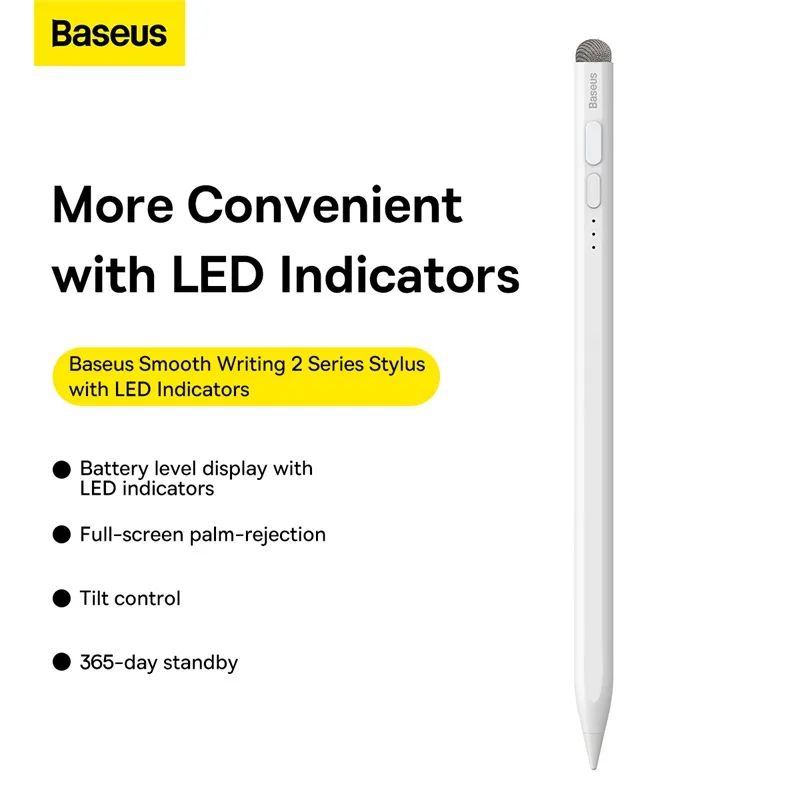 Baseus
More Convenient
with LED Indicators
Baseus Smooth Writing 2 Series Stylus
with LED Indicators
Battery level display with
LED indicators
Full-screen palm-rejection
Tilt control
365-day standby
Baseus